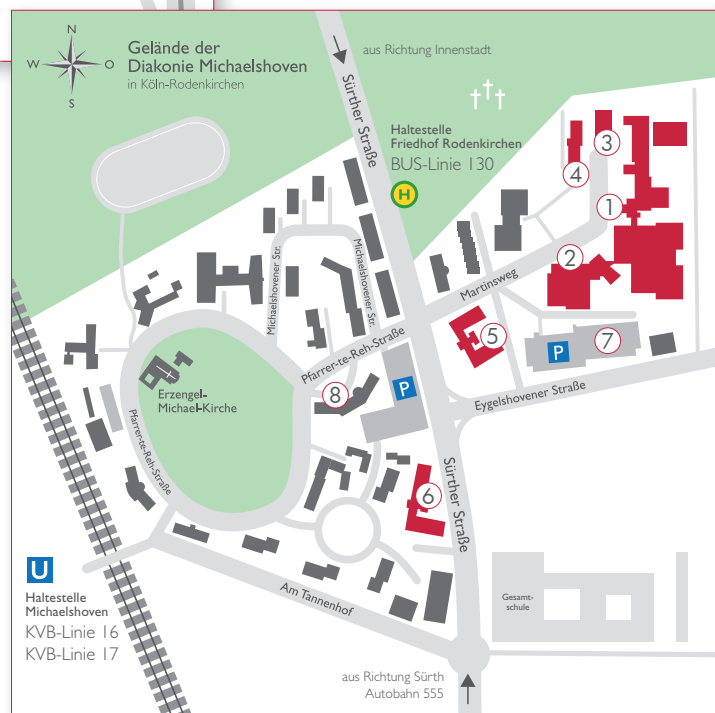 N
W
O
S
Gelände der
Diakonie Michaelshoven
in Köln-Rodenkirchen
aus Richtung Innenstadt
Sürther Straße
Haltestelle
Friedhof Rodenkirchen
BUS-Linie 130
H
3
4
1
2
Martinsweg
Michaelshovener Str.
Michaelshovener Str.
Pfarrer-te-Reh-Straße
5
P
7
Eygelshovener Straße
Erzengel-
Michael-Kirche
8
P
Pfarrer-te-Reh-Straße
6
Sürther Straße
U
Haltestelle
Michaelshoven
KVB-Linie 16
KVB-Linie 17
Am Tannenhof
Gesamt-
schule
aus Richtung Sürth
Autobahn 555